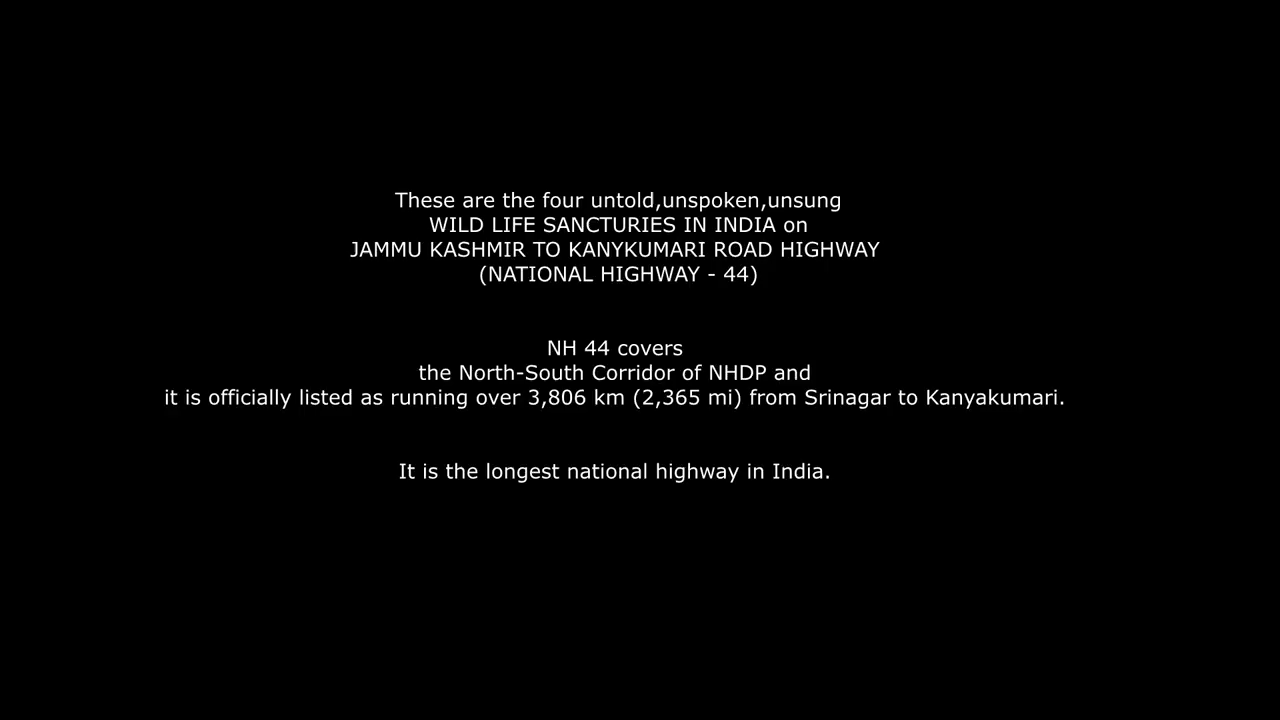 These are the four untold,unspoken,unsung
WILD LIFE SANCTURIES IN INDIA on
JAMMU KASHMIR TO KANYKUMARI ROAD HIGHWAY
(NATIONAL HIGHWAY - 44)
NH 44 covers
the North-South Corridor of NHDP and
it is officially listed as running over 3,806 km (2,365 mi) from Srinagar to Kanyakumari.
It is the longest national highway in India.